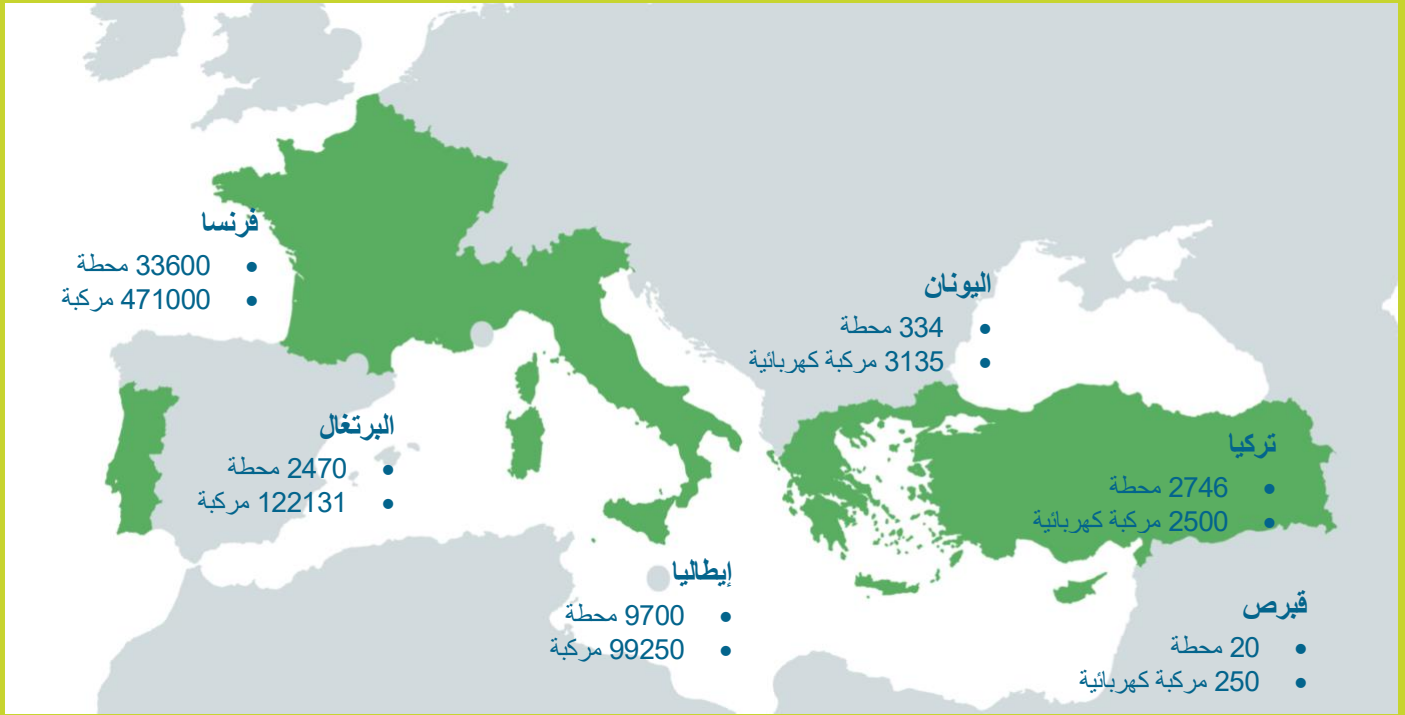 فرنسا
• 33600 محطة
• 471000 مركبة
اليونان
• 334 محطة
• 3135 مركبة كهربائية
البرتغال
• 2470 محطة
• 122131 مركبة
تركيا
• 2746 محطة
• 2500 مركبة كهربائية
إيطاليا
• 9700 محطة
• 99250 مركبة
قبرص
• 20 محطة
• 250 مركبة كهربائية